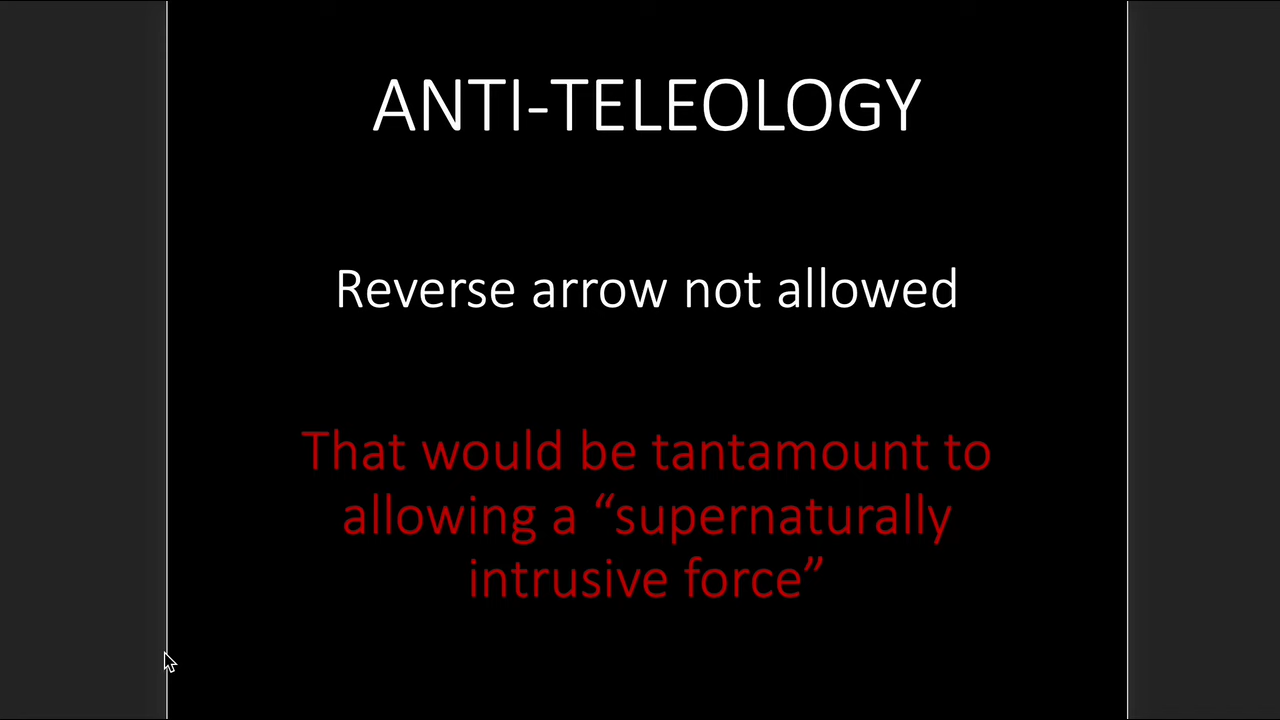 ANTI-TELEOLOGY
Reverse arrow not allowed
That would be tantamount to
allowing a “supernaturally
intrusive force”